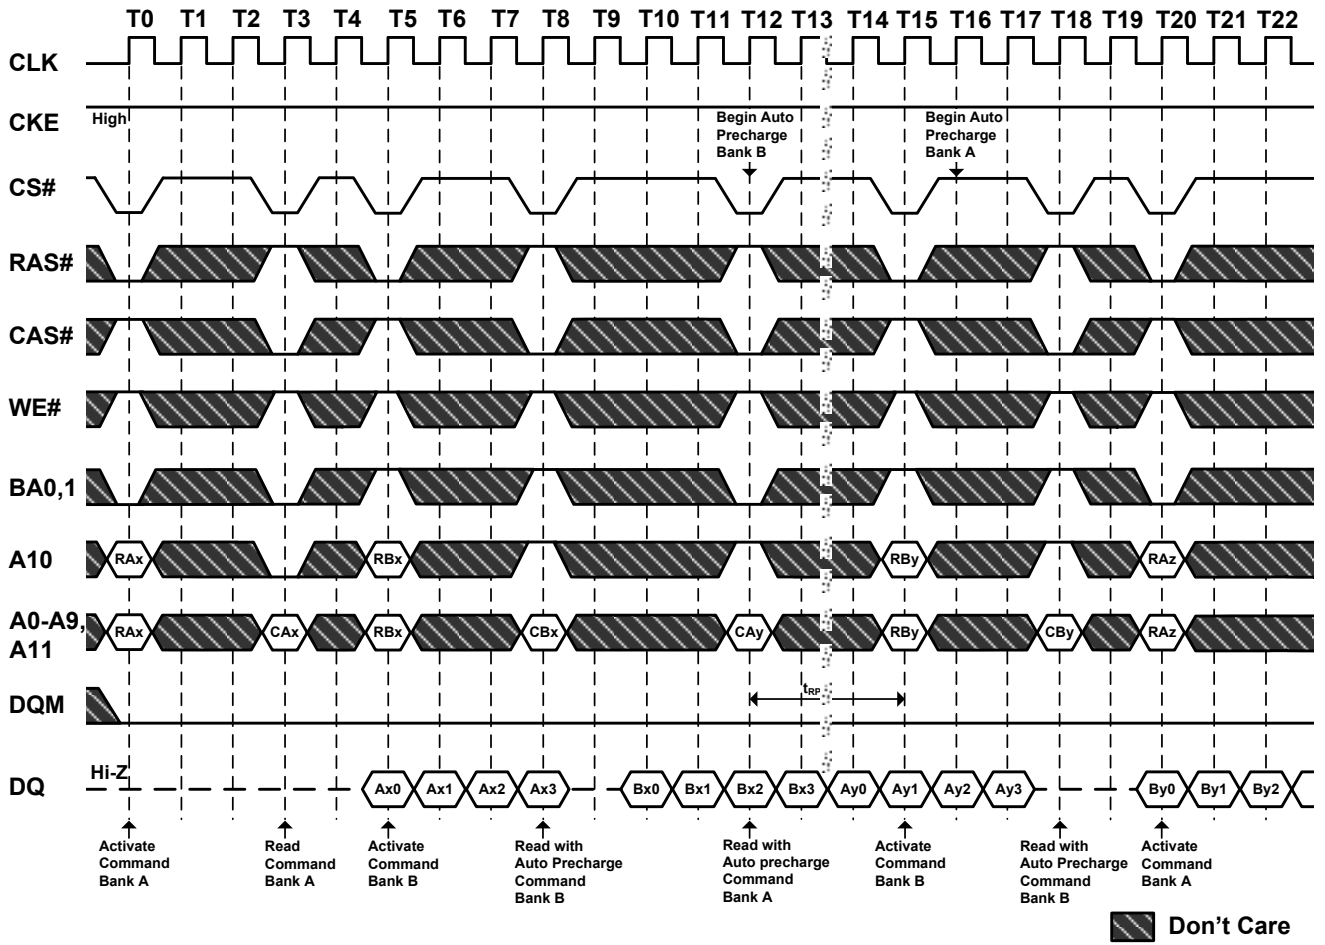 T0 T1 T2 T3 T4 T5 T6 T7 T8 T9 T10 T11 T12 T13 T14 T15 T16 T17 T18 T19 T20 T21 T22
CLK
CKE
High
Begin Auto
Precharge
Bank B
Begin Auto
Precharge
Bank A
CS#
RAS#
CAS#
WE#
BA0,1
A10
RAx RBx RBy RAz
A0-A9,
A11
RAx CAx RBx CBx CAy RBy CBy RAz
DQM
tRP
DQ
Hi-Z
Ax0 Ax1 Ax2 Ax3 Bx0 Bx1 Bx2 Bx3 Ay0 Ay1 Ay2 Ay3 By0 By1 By2
Activate
Command
Bank A
Read
Command
Bank A
Activate
Command
Bank B
Read with
Auto Precharge
Command
Bank B
Read with
Auto precharge
Command
Bank A
Activate
Command
Bank B
Read with
Auto Precharge
Command
Bank B
Activate
Command
Bank A
Don't Care